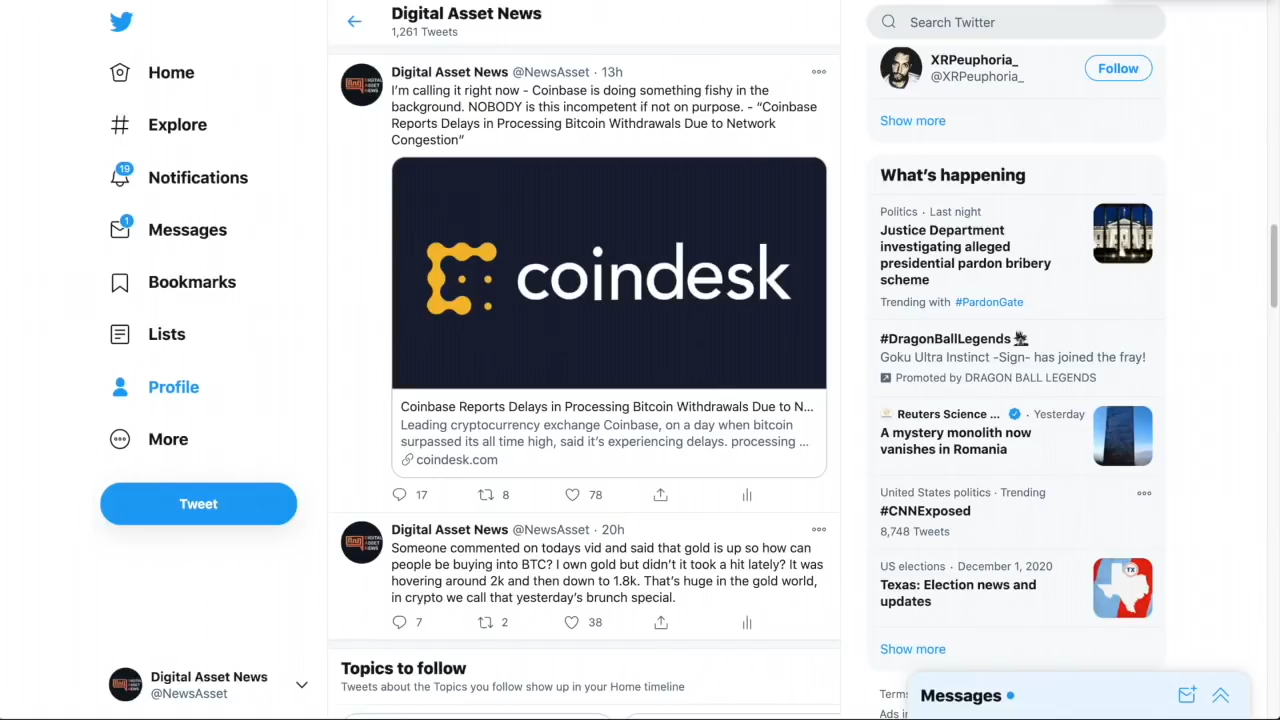 Home
Explore
19
Notifications
1
Messages
Bookmarks
Lists
Profile
More
Tweet
Digital Asset News
@NewsAsset
Digital Asset News
1,261 Tweets
Digital Asset News @NewsAsset · 13h
I'm calling it right now - Coinbase is doing something fishy in the
background. NOBODY is this incompetent if not on purpose. - “Coinbase
Reports Delays in Processing Bitcoin Withdrawals Due to Network
Congestion”
coindesk
Coinbase Reports Delays in Processing Bitcoin Withdrawals Due to N...
Leading cryptocurrency exchange Coinbase, on a day when bitcoin
surpassed its all time high, said it's experiencing delays. processing ...
coindesk.com
17 8 78
Digital Asset News @NewsAsset · 20h
Someone commented on todays vid and said that gold is up so how can
people be buying into BTC? I own gold but didn't it took a hit lately? It was
hovering around 2k and then down to 1.8k. That's huge in the gold world,
in crypto we call that yesterday's brunch special.
7 2 38
Topics to follow
Tweets about the Topics you follow show up in your Home timeline
Search Twitter
XRPeuphoria_
@XRPeuphoria_
Follow
Show more
What's happening
Politics · Last night
Justice Department
investigating alleged
presidential pardon bribery
scheme
Trending with #PardonGate
#DragonBallLegends
Goku Ultra Instinct -Sign- has joined the fray!
Promoted by DRAGON BALL LEGENDS
Reuters Science ... · Yesterday
A mystery monolith now
vanishes in Romania
United States politics · Trending
#CNNExposed
8,748 Tweets
US elections · December 1, 2020
Texas: Election news and
updates
TX
Show more
Terms
Ads in
Messages